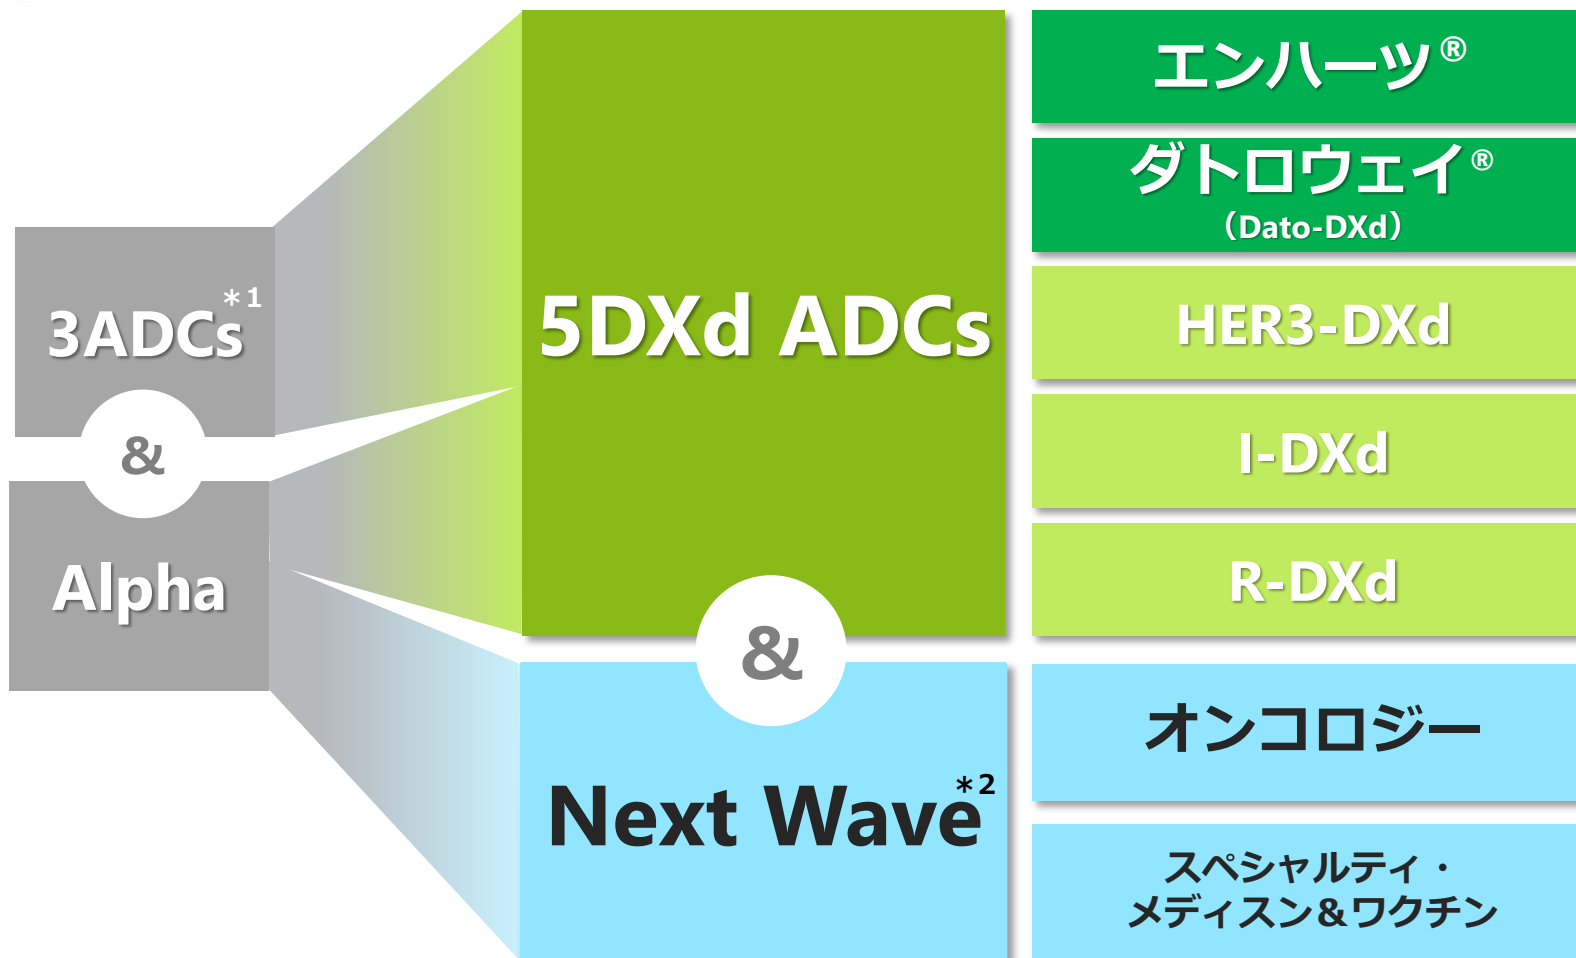 3ADCs＊1
&
Alpha
5DXd ADCs
&
Next Wave＊2
エンハーツ®
ダトロウェイ®
（Dato-DXd）
HER3-DXd
I-DXd
R-DXd
オンコロジー
スペシャルティ・
メディスン＆ワクチン